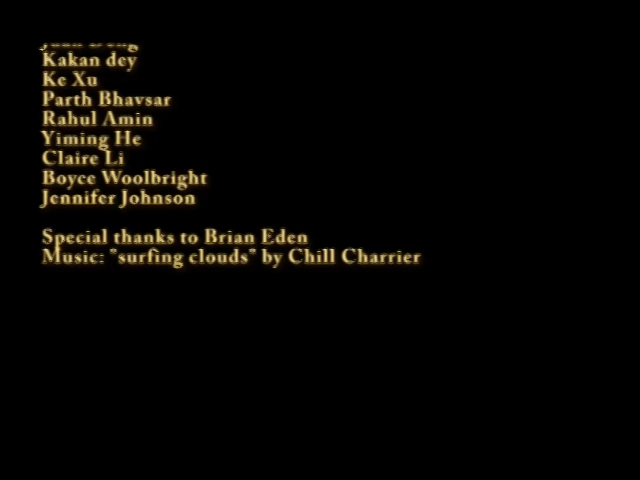 Kakan dey
Ke Xu
Parth Bhavsar
Rahul Amin
Yiming He
Claire Li
Boyce Woolbright
Jennifer Johnson
Special thanks to Brian Eden
Music: "surfing clouds" by Chill Charrier